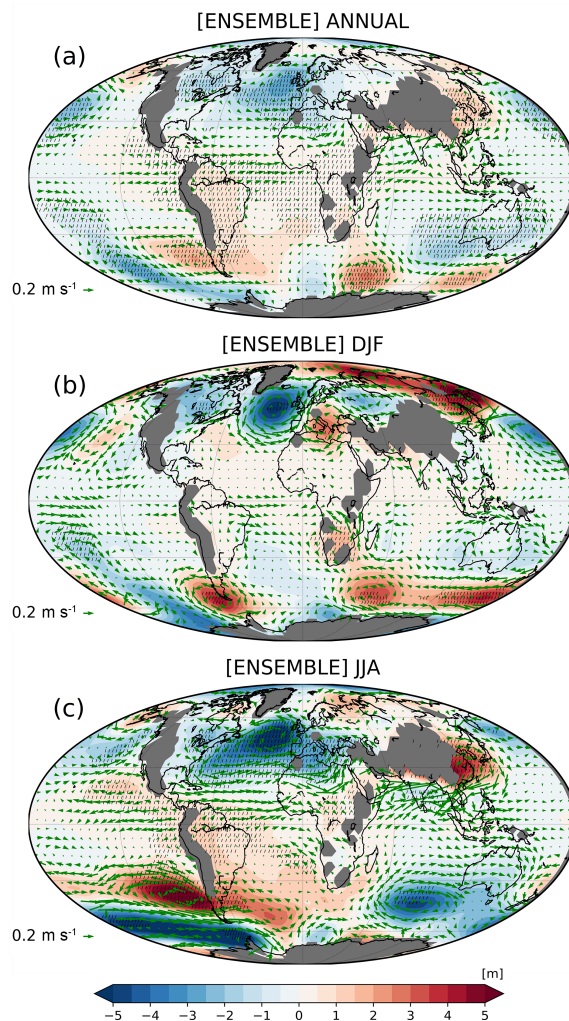 [ENSEMBLE] ANNUAL
(a)
0.2 m s⁻¹
[ENSEMBLE] DJF
(b)
0.2 m s⁻¹
[ENSEMBLE] JJA
(c)
0.2 m s⁻¹
[m]
−5 −4 −3 −2 −1 0 1 2 3 4 5